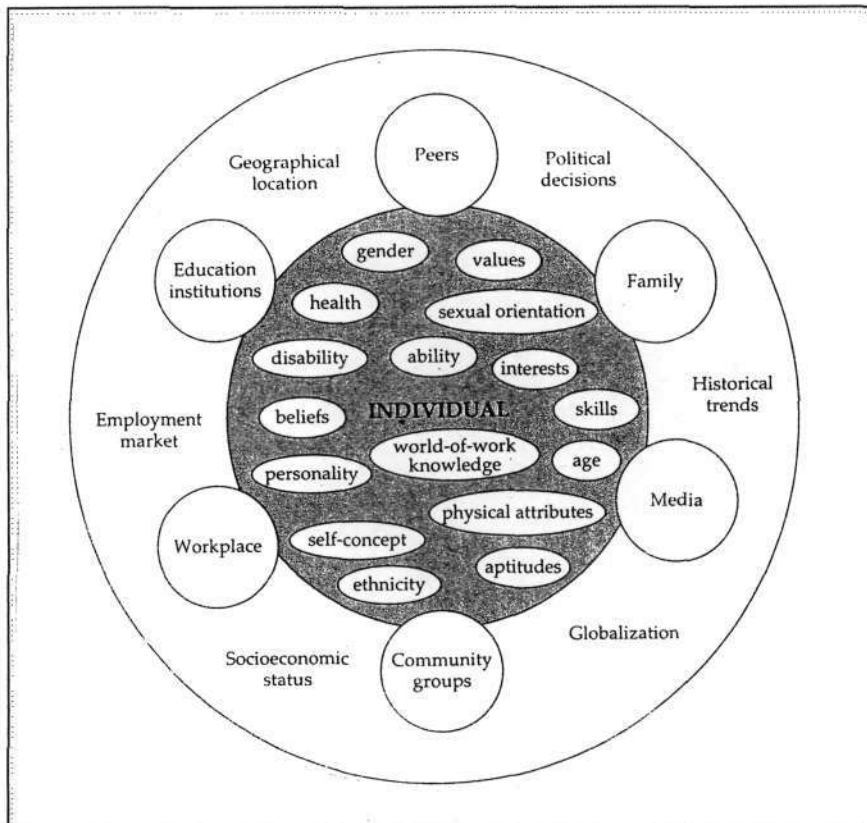 Peers
Geographical
location
Political
decisions
Education
institutions
Family
gender
values
health
sexual orientation
disability
ability
interests
Historical
trends
Employment
market
beliefs
INDIVIDUAL
skills
world-of-work
knowledge
age
personality
Media
physical attributes
Workplace
self-concept
aptitudes
ethnicity
Globalization
Socioeconomic
status
Community
groups